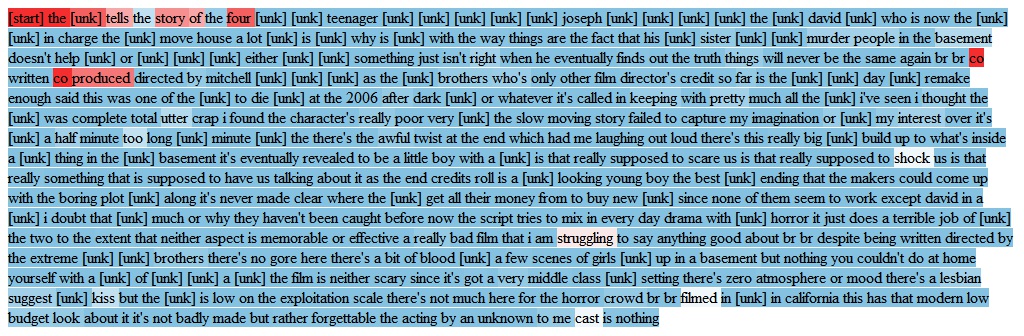 [start] the [unk] tells the story of the four [unk] [unk] teenager [unk] [unk] [unk] [unk] [unk] joseph [unk] [unk] [unk] [unk] the [unk] david [unk] who is now the [unk]
[unk] in charge the [unk] move house a lot [unk] is [unk] why is [unk] with the way things are the fact that his [unk] sister [unk] [unk] murder people in the basement
doesn't help [unk] or [unk] [unk] [unk] either [unk] [unk] something just isn't right when he eventually finds out the truth things will never be the same again br br co
written co produced directed by mitchell [unk] [unk] as the [unk] brothers who's only other film director's credit so far is the [unk] [unk] day [unk] remake
enough said this was one of the [unk] to die [unk] at the 2006 after dark [unk] or whatever it's called in keeping with pretty much all the [unk] i've seen i thought the
[unk] was complete total utter crap i found the character's really poor very [unk] the slow moving story failed to capture my imagination or [unk] my interest over it's
[unk] a half minute too long [unk] minute [unk] the there's the awful twist at the end which had me laughing out loud there's this really big [unk] build up to what's inside
a [unk] thing in the [unk] basement it's eventually revealed to be a little boy with a [unk] is that really supposed to scare us is that really supposed to shock us is that
really something that is supposed to have us talking about it as the end credits roll is a [unk] looking young boy the best [unk] ending that the makers could come up
with the boring plot [unk] along it's never made clear where the [unk] get all their money from to buy new [unk] since none of them seem to work except david in a
[unk] i doubt that [unk] much or why they haven't been caught before now the script tries to mix in every day drama with [unk] horror it just does a terrible job of [unk]
the two to the extent that neither aspect is memorable or effective a really bad film that i am struggling to say anything good about br br despite being written directed by
the extreme [unk] brothers there's no gore here there's a bit of blood [unk] a few scenes of girls [unk] up in a basement but nothing you couldn't do at home
yourself with a [unk] of [unk] [unk] a [unk] the film is neither scary since it's got a very middle class [unk] setting there's zero atmosphere or mood there's a lesbian
suggest [unk] kiss but the [unk] is low on the exploitation scale there's not much here for the horror crowd br br filmed in [unk] in california this has that modern low
budget look about it it's not badly made but rather forgettable the acting by an unknown to me cast is nothing